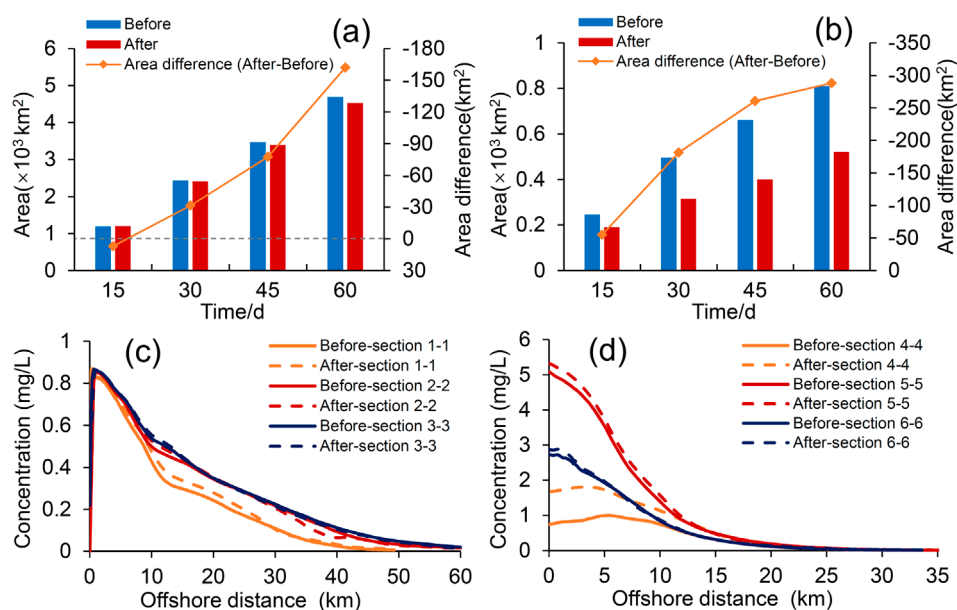 Before
After
Area difference (After-Before)
(a)
6
5
4
3
2
1
0
Area(×10³ km²)
-180
-150
-120
-90
-60
-30
0
30
Area difference(km²)
15 30 45 60
Time/d
Before
After
Area difference (After-Before)
(b)
1
0.8
0.6
0.4
0.2
0
Area(×10³ km²)
-350
-300
-250
-200
-150
-100
-50
0
Area difference(km²)
15 30 45 60
Time/d
(c)
Before-section 1-1
After-section 1-1
Before-section 2-2
After-section 2-2
Before-section 3-3
After-section 3-3
1
0.8
0.6
0.4
0.2
0
Concentration (mg/L)
0 10 20 30 40 50 60
Offshore distance (km)
(d)
Before-section 4-4
After-section 4-4
Before-section 5-5
After-section 5-5
Before-section 6-6
After-section 6-6
6
5
4
3
2
1
0
Concentration (mg/L)
0 5 10 15 20 25 30 35
Offshore distance (km)